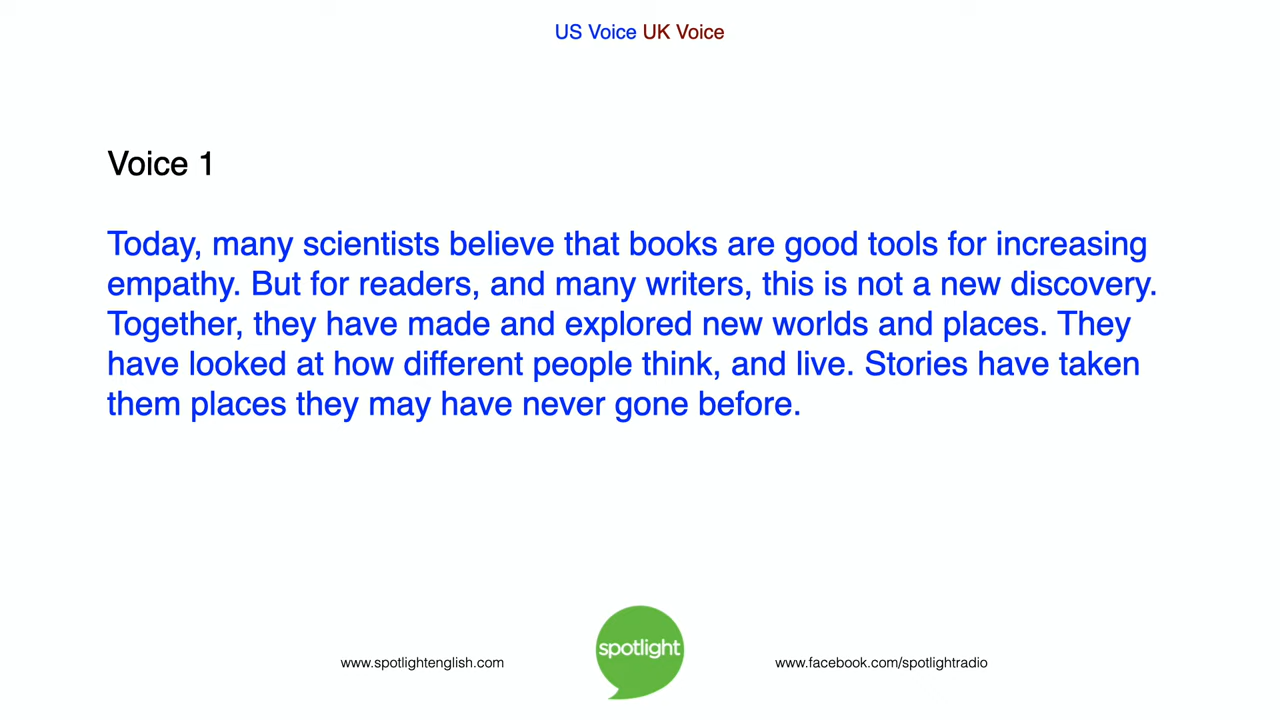 US Voice UK Voice
Voice 1
Today, many scientists believe that books are good tools for increasing
empathy. But for readers, and many writers, this is not a new discovery.
Together, they have made and explored new worlds and places. They
have looked at how different people think, and live. Stories have taken
them places they may have never gone before.
www.spotlightenglish.com
spotlight
www.facebook.com/spotlightradio